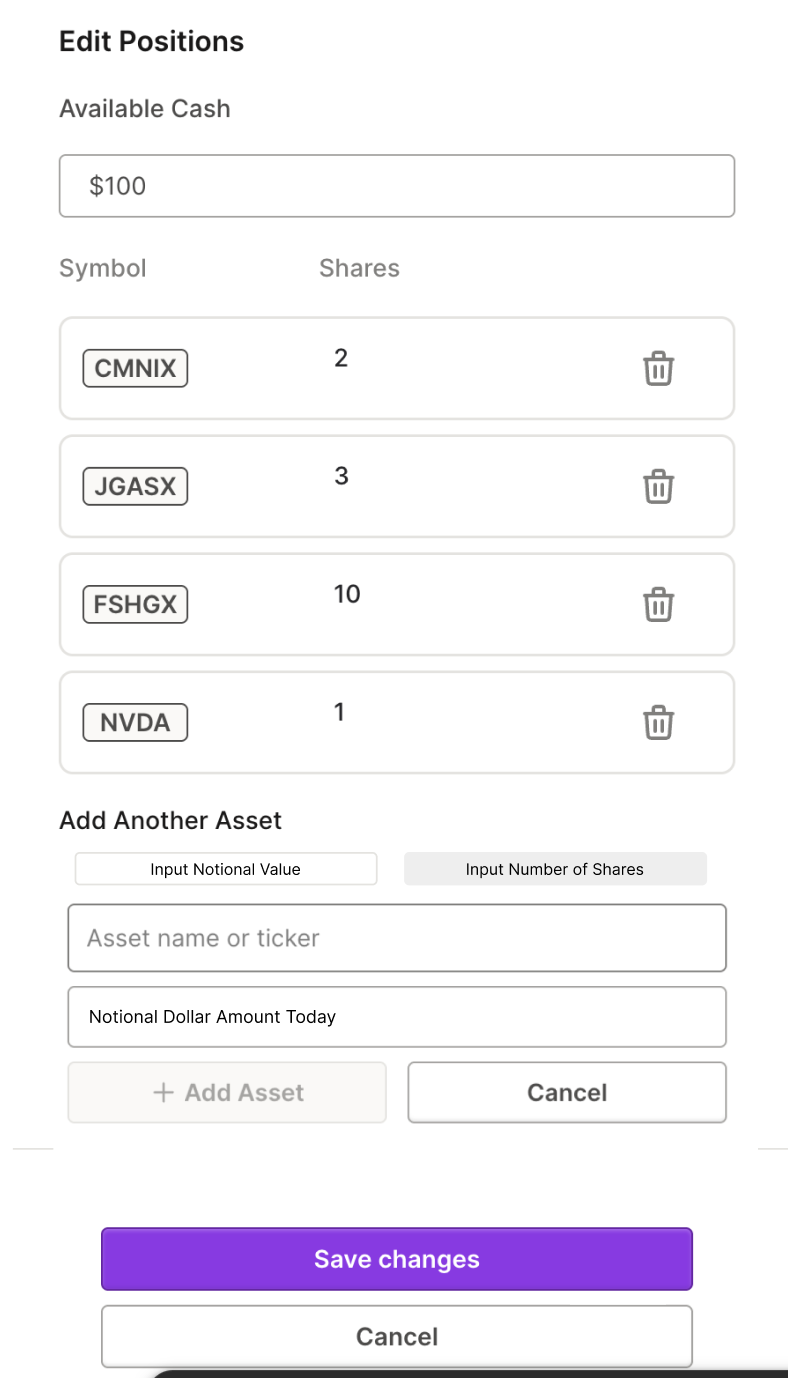 Edit Positions
Available Cash
$100
Symbol Shares
CMNIX 2
JGASX 3
FSHGX 10
NVDA 1
Add Another Asset
Input Notional Value Input Number of Shares
Asset name or ticker
Notional Dollar Amount Today
+ Add Asset Cancel
Save changes
Cancel